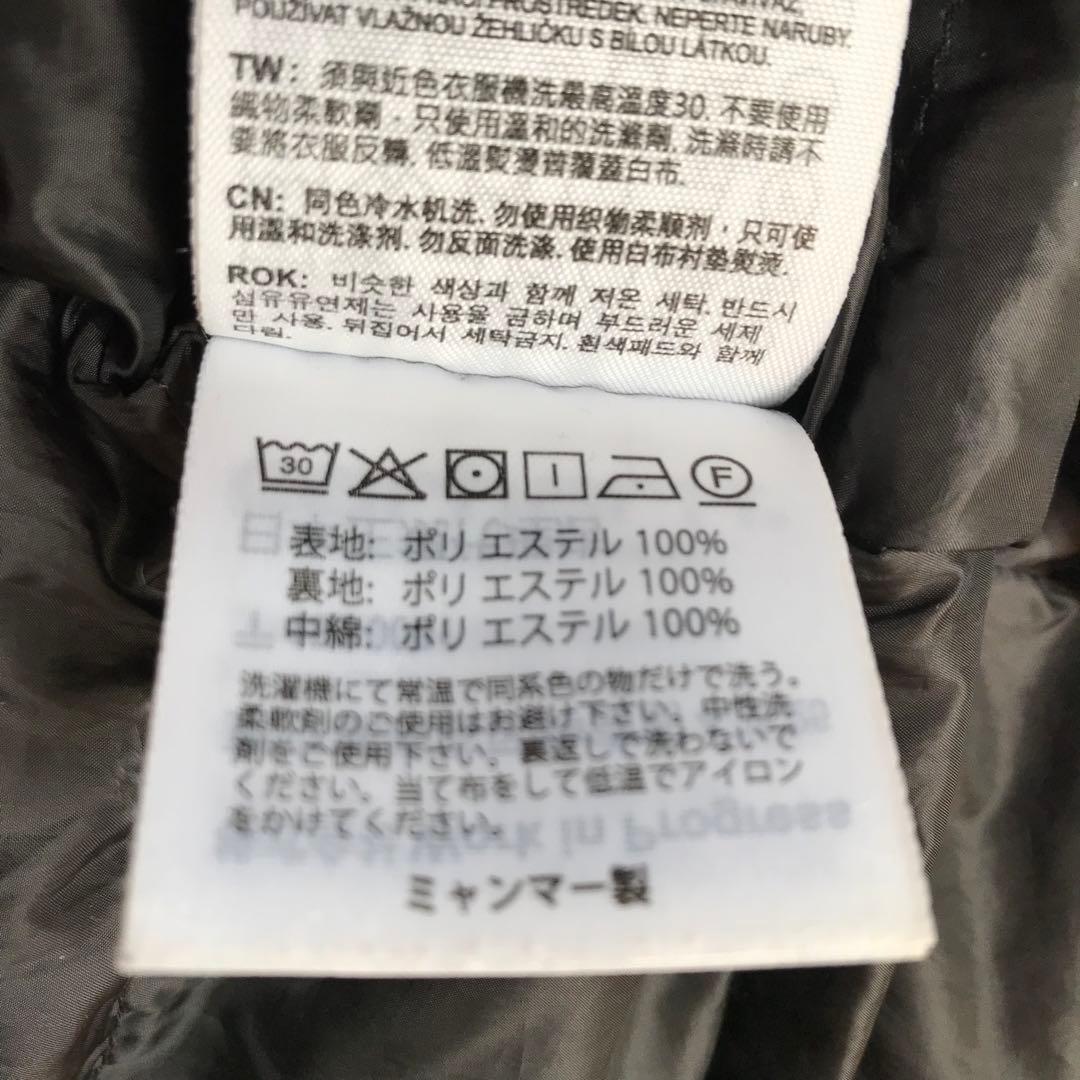 PROSTŘEDEK. NEPERTE NARUBY.
POUŽÍVAT VLAŽNOU ŽEHLIČKU S BÍLOU LÁTKOU.
TW: 須與近色衣服機洗最高溫度30. 不要使用
織物柔軟劑，只使用溫和的洗滌劑, 洗滌時請不
要將衣服反轉, 低溫熨燙並覆蓋白布.
CN: 同色冷水机洗. 勿使用织物柔顺剂，只可使
用温和洗涤剂. 勿反面洗涤. 使用白布衬垫熨烫.
ROK: 비슷한 색상과 함께 저온 세탁. 반드시
섬유유연제는 사용을 금하며 부드러운 세제
만 사용. 뒤집어서 세탁금지. 흰색패드와 함께
다림.
30 F
表地: ポリ エステル 100%
裏地: ポリ エステル 100%
中綿: ポリ エステル 100%
洗濯機にて常温で同系色の物だけで洗う。
柔軟剤のご使用はお避け下さい。中性洗
剤をご使用下さい。裏返しで洗わないで
ください。当て布をして低温でアイロン
をかけてください。
Work in Progress
ミャンマー製